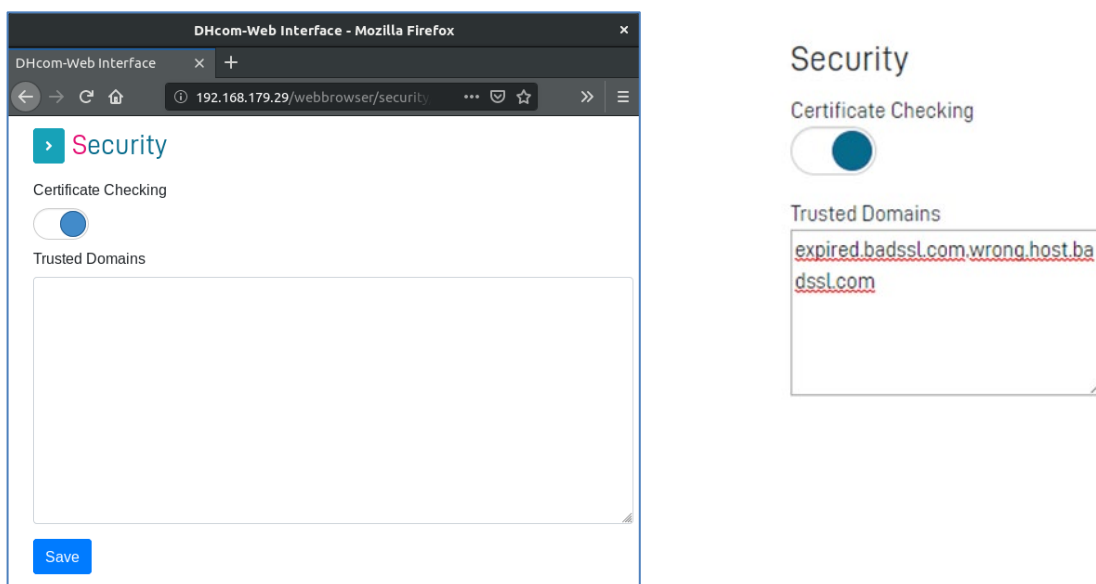 DHcom-Web Interface - Mozilla Firefox
DHcom-Web Interface
192.168.179.29/webbrowser/security
Security
Certificate Checking
Trusted Domains
Save
Security
Certificate Checking
Trusted Domains
expired.badssl.com,wrong.host.ba
dssl.com